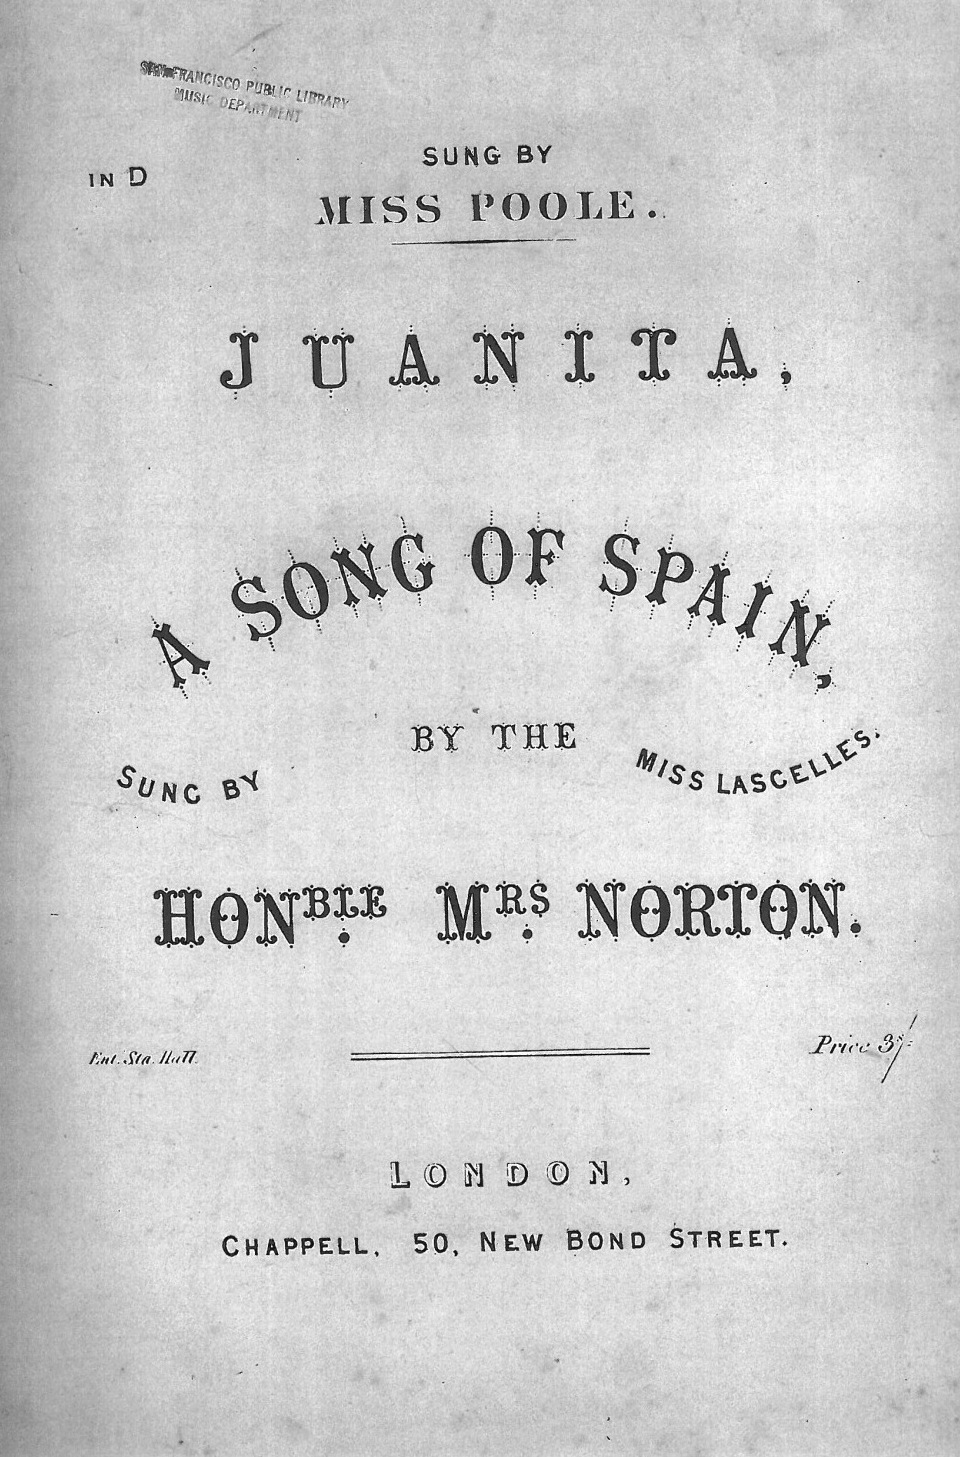 SAN FRANCISCO PUBLIC LIBRARY
MUSIC DEPARTMENT
SUNG BY
IN D
MISS POOLE.
JUANITA,
A SONG OF SPAIN,
BY THE
SUNG BY
MISS LASCELLES.
HONBLE. MRS. NORTON.
Ent. Sta. Hall
Price 3/
LONDON,
CHAPPELL, 50, NEW BOND STREET.